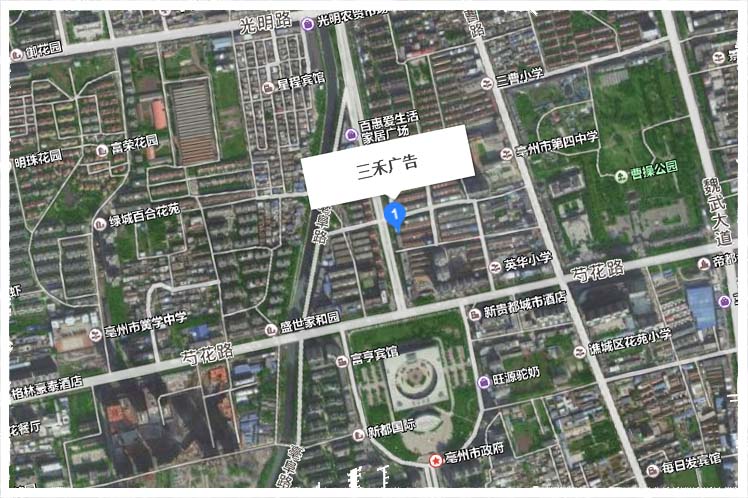 光明路
光明农贸市场
曹路
御花园
星程宾馆
三曹小学
百惠爱生活
家居广场
亳州市第四中学
明珠花园
富荣花园
三禾广告
曹操公园
魏武大道
绿城百合花苑
1
英华小学
芍花路
帝都
亳州市黉学中学
盛世家和园
新贵都城市酒店
芍花路
富亨宾馆
谯城区花苑小学
格林豪泰酒店
旺源驼奶
花餐厅
新都国际
亳州市政府
每日发宾馆